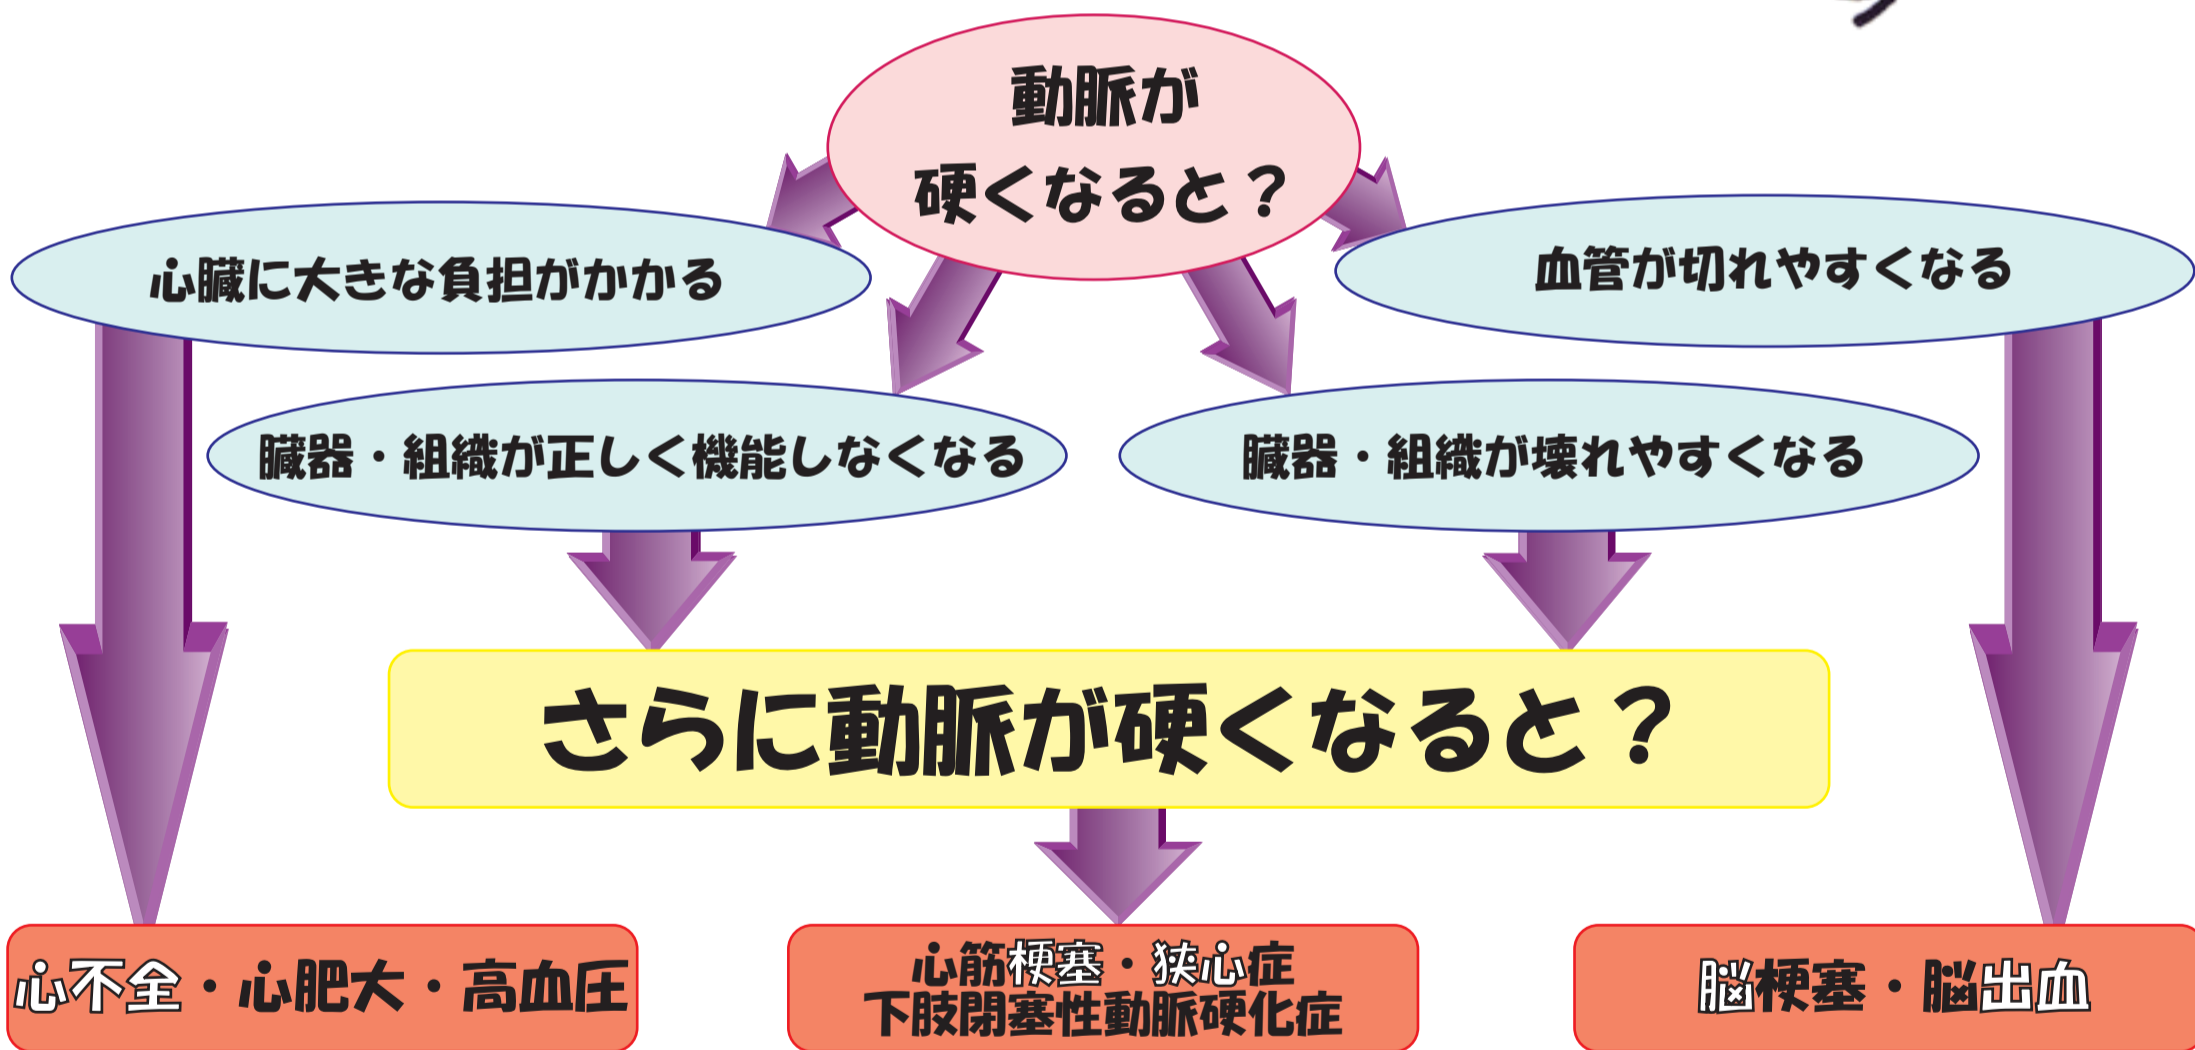 動脈が
硬くなると？
心臓に大きな負担がかかる
血管が切れやすくなる
臓器・組織が正しく機能しなくなる
臓器・組織が壊れやすくなる
さらに動脈が硬くなると？
心不全・心肥大・高血圧
心筋梗塞・狭心症
下肢閉塞性動脈硬化症
脳梗塞・脳出血